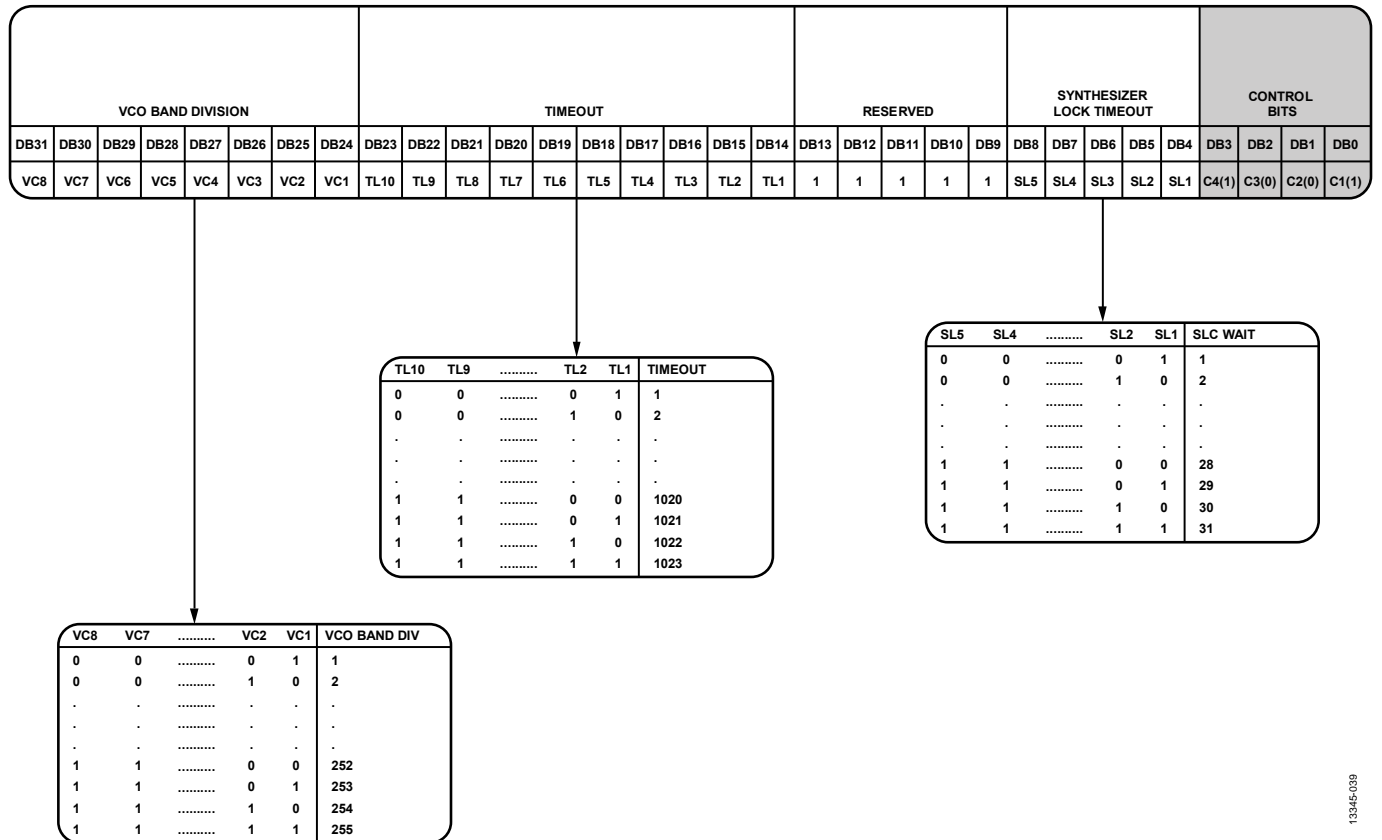 VCO BAND DIVISION TIMEOUT RESERVED SYNTHESIZER LOCK TIMEOUT CONTROL BITS
DB31 DB30 DB29 DB28 DB27 DB26 DB25 DB24 DB23 DB22 DB21 DB20 DB19 DB18 DB17 DB16 DB15 DB14 DB13 DB12 DB11 DB10 DB9 DB8 DB7 DB6 DB5 DB4 DB3 DB2 DB1 DB0
VC8 VC7 VC6 VC5 VC4 VC3 VC2 VC1 TL10 TL9 TL8 TL7 TL6 TL5 TL4 TL3 TL2 TL1 1 1 1 1 1 SL5 SL4 SL3 SL2 SL1 C4(1) C3(0) C2(0) C1(1)
SL5 SL4 .......... SL2 SL1 SLC WAIT
0 0 .......... 0 1 1
0 0 .......... 1 0 2
. . .......... . . .
. . .......... . . .
. . .......... . . .
1 1 .......... 0 0 28
1 1 .......... 0 1 29
1 1 .......... 1 0 30
1 1 .......... 1 1 31
TL10 TL9 .......... TL2 TL1 TIMEOUT
0 0 .......... 0 1 1
0 0 .......... 1 0 2
. . .......... . . .
. . .......... . . .
. . .......... . . .
1 1 .......... 0 0 1020
1 1 .......... 0 1 1021
1 1 .......... 1 0 1022
1 1 .......... 1 1 1023
VC8 VC7 .......... VC2 VC1 VCO BAND DIV
0 0 .......... 0 1 1
0 0 .......... 1 0 2
. . .......... . . .
. . .......... . . .
. . .......... . . .
1 1 .......... 0 0 252
1 1 .......... 0 1 253
1 1 .......... 1 0 254
1 1 .......... 1 1 255
13345-039